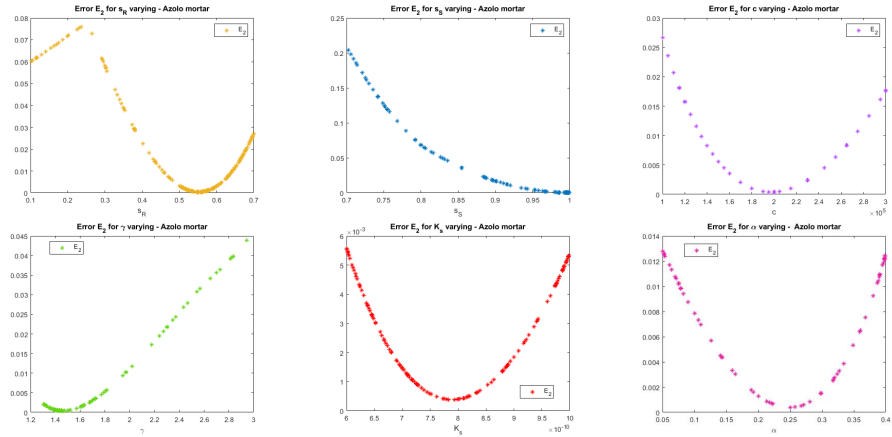 Error E2 for sR varying - Azolo mortar
E2
0.08
0.07
0.06
0.05
0.04
0.03
0.02
0.01
0
0.1 0.2 0.3 0.4 0.5 0.6 0.7
sR
Error E2 for sS varying - Azolo mortar
E2
0.25
0.2
0.15
0.1
0.05
0
0.7 0.75 0.8 0.85 0.9 0.95 1
sS
Error E2 for c varying - Azolo mortar
E2
0.03
0.025
0.02
0.015
0.01
0.005
0
1 1.2 1.4 1.6 1.8 2 2.2 2.4 2.6 2.8 3
c
×10^5
Error E2 for γ varying - Azolo mortar
E2
0.045
0.04
0.035
0.03
0.025
0.02
0.015
0.01
0.005
0
1.2 1.4 1.6 1.8 2 2.2 2.4 2.6 2.8 3
γ
Error E2 for Ks varying - Azolo mortar
×10^-3
6
5
4
3
2
1
0
E2
6 6.5 7 7.5 8 8.5 9 9.5 10
Ks
×10^-10
Error E2 for α varying - Azolo mortar
E2
0.014
0.012
0.01
0.008
0.006
0.004
0.002
0
0.05 0.1 0.15 0.2 0.25 0.3 0.35 0.4
α